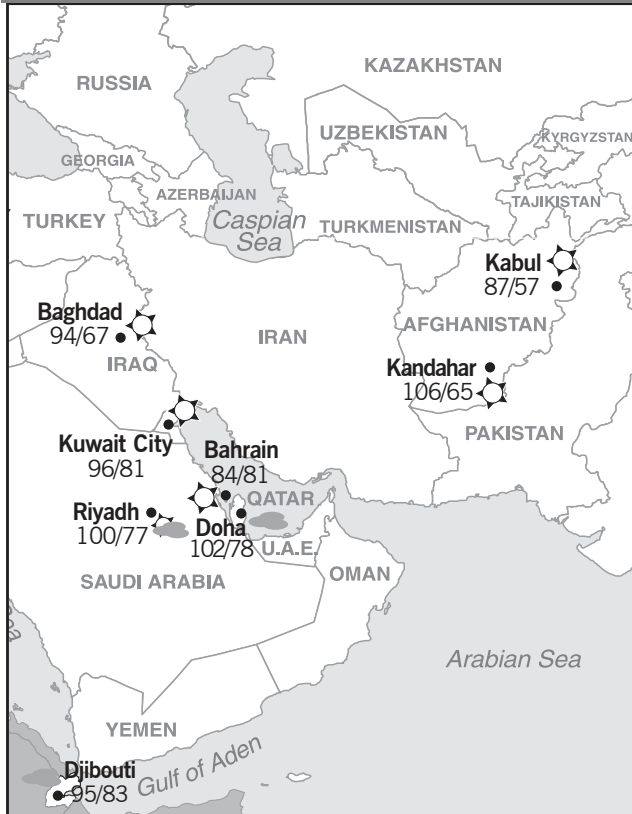 KAZAKHSTAN
RUSSIA
UZBEKISTAN
KYRGYZSTAN
GEORGIA
AZERBAIJAN
TAJIKISTAN
TURKEY
Caspian
Sea
TURKMENISTAN
Kabul
87/57
Baghdad
94/67
IRAQ
IRAN
AFGHANISTAN
Kandahar
106/65
PAKISTAN
Kuwait City
96/81
Bahrain
84/81
QATAR
Riyadh
100/77
Doha
102/78
U.A.E.
OMAN
SAUDI ARABIA
Arabian Sea
YEMEN
Gulf of Aden
Djibouti
95/83